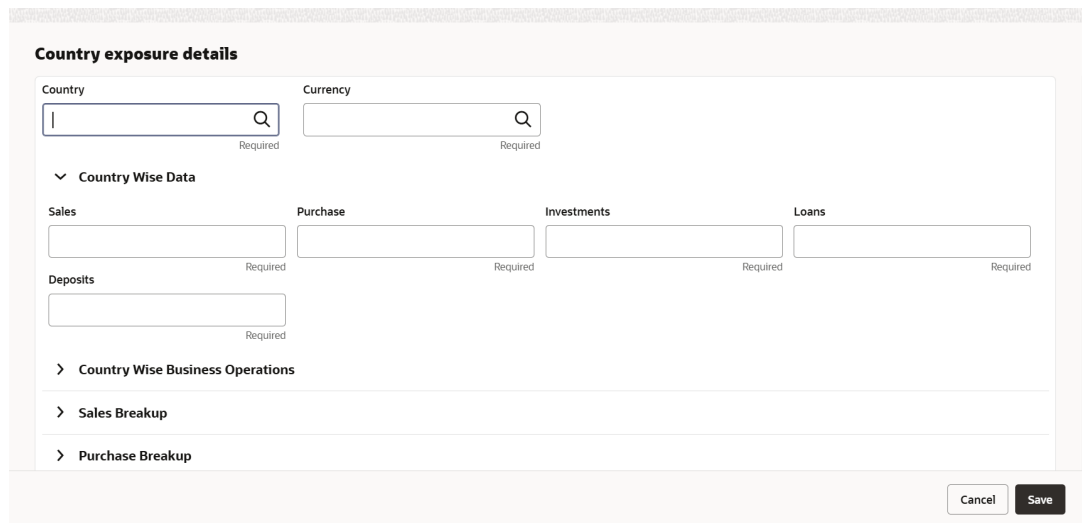 Country exposure details
Country Currency
Required Required
Country Wise Data
Sales Purchase Investments Loans
Required Required Required Required
Deposits
Required
Country Wise Business Operations
Sales Breakup
Purchase Breakup
Cancel Save